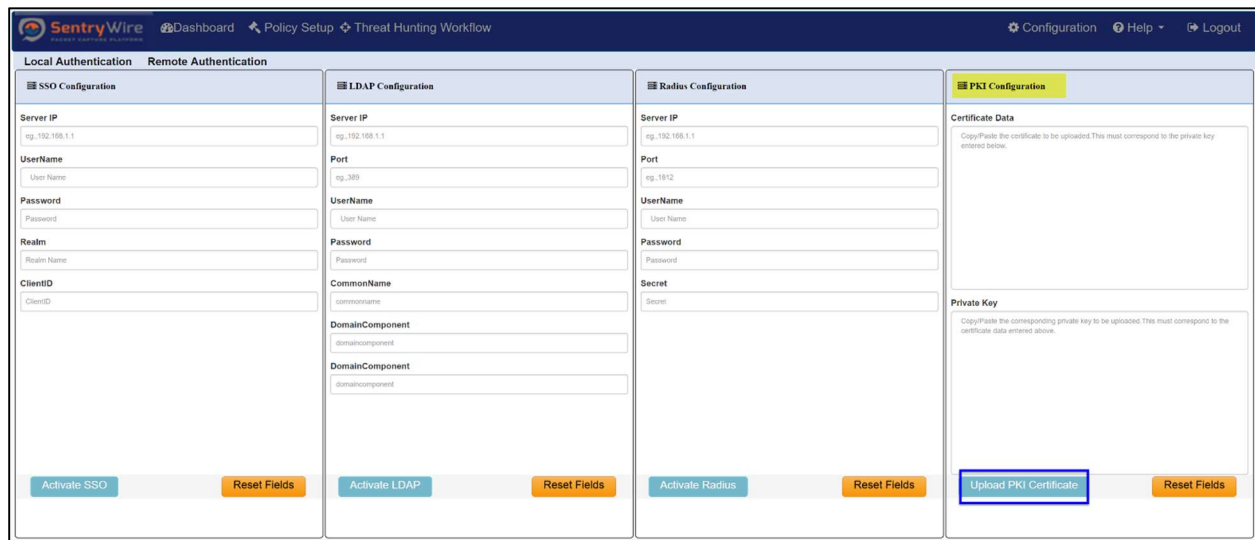 SentryWire Dashboard Policy Setup Threat Hunting Workflow Configuration Help Logout
PACKET CAPTURE PLATFORM
Local Authentication Remote Authentication
SSO Configuration
Server IP
eg.,192.168.1.1
UserName
User Name
Password
Password
Realm
Realm Name
ClientID
ClientID
Activate SSO Reset Fields
LDAP Configuration
Server IP
eg.,192.168.1.1
Port
eg.,389
UserName
User Name
Password
Password
CommonName
commonname
DomainComponent
domaincomponent
DomainComponent
domaincomponent
Activate LDAP Reset Fields
Radius Configuration
Server IP
eg.,192.168.1.1
Port
eg.,1812
UserName
User Name
Password
Password
Secret
Secret
Activate Radius Reset Fields
PKI Configuration
Certificate Data
Copy/Paste the certificate to be uploaded.This must correspond to the private key
entered below.
Private Key
Copy/Paste the corresponding private key to be uploaded.This must correspond to the
certificate data entered above.
Upload PKI Certificate Reset Fields